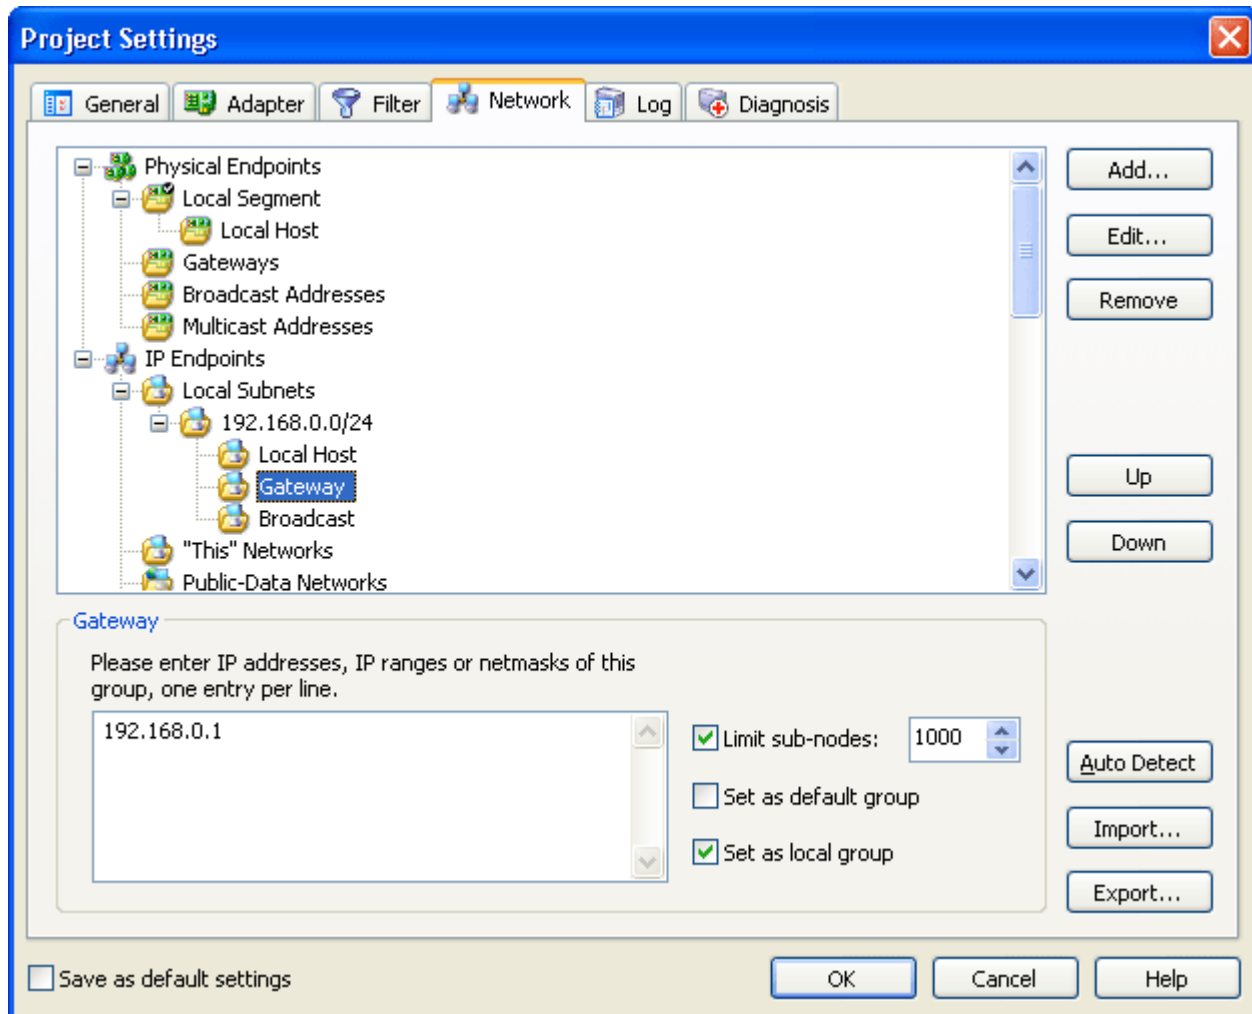 Project Settings
General Adapter Filter Network Log Diagnosis
Physical Endpoints
Local Segment
Local Host
Gateways
Broadcast Addresses
Multicast Addresses
IP Endpoints
Local Subnets
192.168.0.0/24
Local Host
Gateway
Broadcast
"This" Networks
Public-Data Networks
Add...
Edit...
Remove
Up
Down
Gateway
Please enter IP addresses, IP ranges or netmasks of this
group, one entry per line.
192.168.0.1
Limit sub-nodes: 1000
Set as default group
Set as local group
Auto Detect
Import...
Export...
Save as default settings
OK Cancel Help